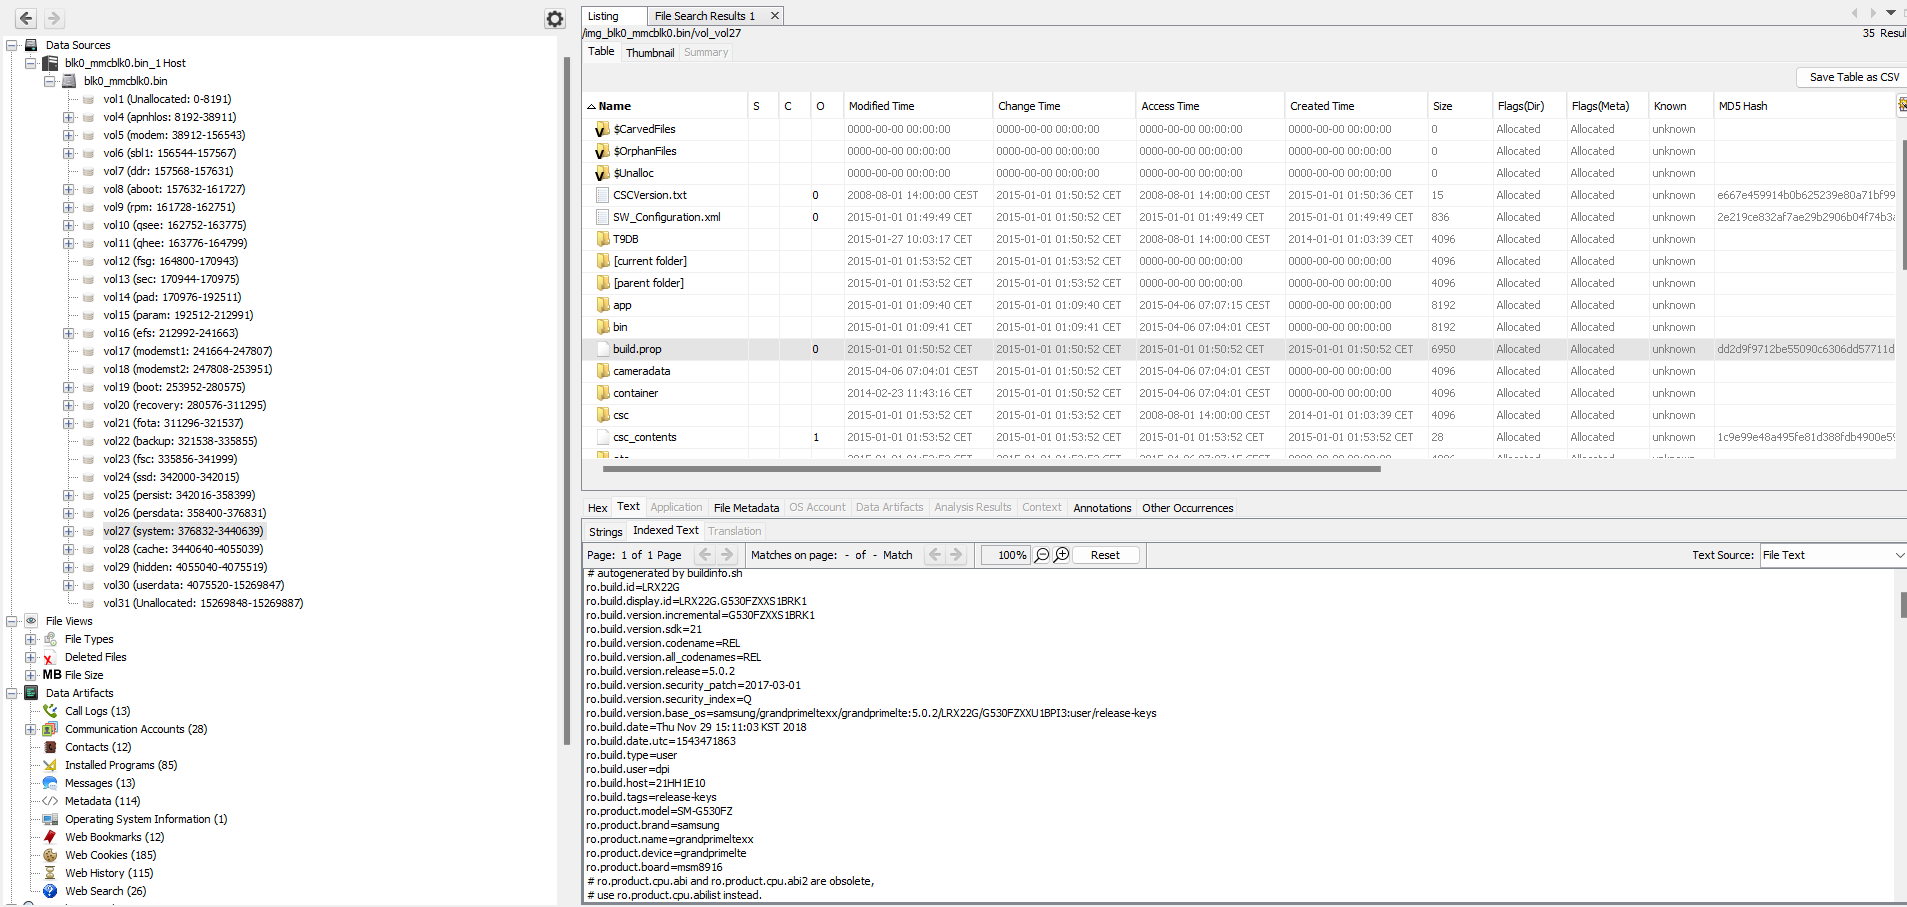 Data Sources
blk0_mmcblk0.bin_1 Host
blk0_mmcblk0.bin
vol1 (Unallocated: 0-8191)
vol4 (apnhlos: 8192-38911)
vol5 (modem: 38912-156543)
vol6 (sbl1: 156544-157567)
vol7 (ddr: 157568-157631)
vol8 (aboot: 157632-161727)
vol9 (rpm: 161728-162751)
vol10 (qsee: 162752-163775)
vol11 (qhee: 163776-164799)
vol12 (fsg: 164800-170943)
vol13 (sec: 170944-170975)
vol14 (pad: 170976-192511)
vol15 (param: 192512-212991)
vol16 (efs: 212992-241663)
vol17 (modemst1: 241664-247807)
vol18 (modemst2: 247808-253951)
vol19 (boot: 253952-280575)
vol20 (recovery: 280576-311295)
vol21 (fota: 311296-321537)
vol22 (backup: 321538-335855)
vol23 (fsc: 335856-341999)
vol24 (ssd: 342000-342015)
vol25 (persist: 342016-358399)
vol26 (persdata: 358400-376831)
vol27 (system: 376832-3440639)
vol28 (cache: 3440640-4055039)
vol29 (hidden: 4055040-4075519)
vol30 (userdata: 4075520-15269847)
vol31 (Unallocated: 15269848-15269887)
File Views
File Types
Deleted Files
MB File Size
Data Artifacts
Call Logs (13)
Communication Accounts (28)
Contacts (12)
Installed Programs (85)
Messages (13)
Metadata (114)
Operating System Information (1)
Web Bookmarks (12)
Web Cookies (185)
Web History (115)
Web Search (26)
Listing File Search Results 1
/img_blk0_mmcblk0.bin/vol_vol27
35 Resul
Table Thumbnail Summary
Save Table as CSV
Name S C O Modified Time Change Time Access Time Created Time Size Flags(Dir) Flags(Meta) Known MD5 Hash
$CarvedFiles 0000-00-00 00:00:00 0000-00-00 00:00:00 0000-00-00 00:00:00 0000-00-00 00:00:00 0 Allocated Allocated unknown
$OrphanFiles 0000-00-00 00:00:00 0000-00-00 00:00:00 0000-00-00 00:00:00 0000-00-00 00:00:00 0 Allocated Allocated unknown
$Unalloc 0000-00-00 00:00:00 0000-00-00 00:00:00 0000-00-00 00:00:00 0000-00-00 00:00:00 0 Allocated Allocated unknown
CSCVersion.txt 0 2008-08-01 14:00:00 CEST 2015-01-01 01:50:52 CET 2008-08-01 14:00:00 CEST 2015-01-01 01:50:36 CET 15 Allocated Allocated unknown e667e459914b0b625239e80a71bf99
SW_Configuration.xml 0 2015-01-01 01:49:49 CET 2015-01-01 01:50:52 CET 2015-01-01 01:49:49 CET 2015-01-01 01:49:49 CET 836 Allocated Allocated unknown 2e219ce832af7ae29b2906b04f74b3a
T9DB 2015-01-27 10:03:17 CET 2015-01-01 01:50:52 CET 2008-08-01 14:00:00 CEST 2014-01-01 01:03:39 CET 4096 Allocated Allocated unknown
[current folder] 2015-01-01 01:53:52 CET 2015-01-01 01:53:52 CET 0000-00-00 00:00:00 0000-00-00 00:00:00 4096 Allocated Allocated unknown
[parent folder] 2015-01-01 01:53:52 CET 2015-01-01 01:53:52 CET 0000-00-00 00:00:00 0000-00-00 00:00:00 4096 Allocated Allocated unknown
app 2015-01-01 01:09:40 CET 2015-01-01 01:09:40 CET 2015-04-06 07:07:15 CEST 0000-00-00 00:00:00 8192 Allocated Allocated unknown
bin 2015-01-01 01:09:41 CET 2015-01-01 01:09:41 CET 2015-04-06 07:04:01 CEST 0000-00-00 00:00:00 8192 Allocated Allocated unknown
build.prop 0 2015-01-01 01:50:52 CET 2015-01-01 01:50:52 CET 2015-01-01 01:50:52 CET 2015-01-01 01:50:52 CET 6950 Allocated Allocated unknown dd2d9f9712be55090c6306dd57711d
cameradata 2015-04-06 07:04:01 CEST 2015-01-01 01:50:52 CET 2015-04-06 07:04:01 CEST 0000-00-00 00:00:00 4096 Allocated Allocated unknown
container 2014-02-23 11:43:16 CET 2015-01-01 01:50:52 CET 2015-04-06 07:04:01 CEST 0000-00-00 00:00:00 4096 Allocated Allocated unknown
csc 2015-01-01 01:53:52 CET 2015-01-01 01:53:52 CET 2008-08-01 14:00:00 CEST 2014-01-01 01:03:39 CET 4096 Allocated Allocated unknown
csc_contents 1 2015-01-01 01:53:52 CET 2015-01-01 01:53:52 CET 2015-01-01 01:53:52 CET 2015-01-01 01:53:52 CET 28 Allocated Allocated unknown 1c9e99e48a495fe81d388fdb4900e59
Hex Text Application File Metadata OS Account Data Artifacts Analysis Results Context Annotations Other Occurrences
Strings Indexed Text Translation
Page: 1 of 1 Page Matches on page: - of - Match 100% Reset Text Source: File Text
# autogenerated by buildinfo.sh
ro.build.id=LRX22G
ro.build.display.id=LRX22G.G530FZXXS1BRK1
ro.build.version.incremental=G530FZXXS1BRK1
ro.build.version.sdk=21
ro.build.version.codename=REL
ro.build.version.all_codenames=REL
ro.build.version.release=5.0.2
ro.build.version.security_patch=2017-03-01
ro.build.version.security_index=Q
ro.build.version.base_os=samsung/grandprimeltexx/grandprimelte:5.0.2/LRX22G/G530FZXXU1BPI3:user/release-keys
ro.build.date=Thu Nov 29 15:11:03 KST 2018
ro.build.date.utc=1543471863
ro.build.type=user
ro.build.user=dpi
ro.build.host=21HH1E10
ro.build.tags=release-keys
ro.product.model=SM-G530FZ
ro.product.brand=samsung
ro.product.name=grandprimeltexx
ro.product.device=grandprimelte
ro.product.board=msm8916
# ro.product.cpu.abi and ro.product.cpu.abi2 are obsolete,
# use ro.product.cpu.abilist instead.